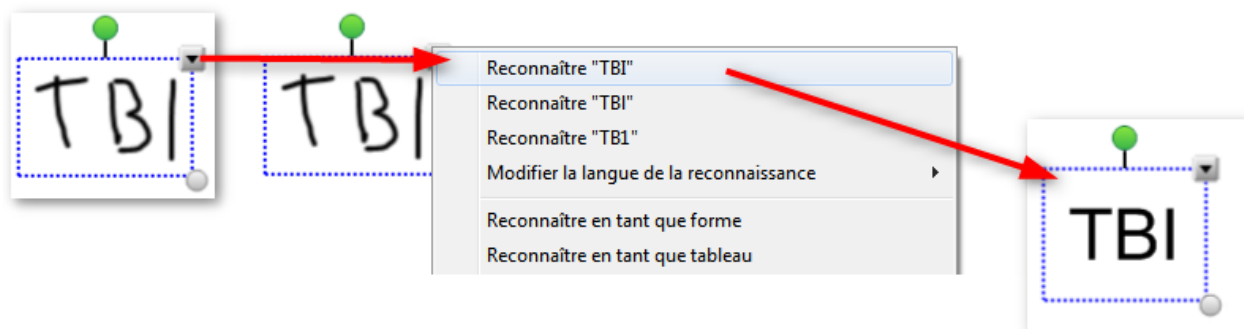 TBI
TBI
Reconnaître "TBI"
Reconnaître "TBI"
Reconnaître "TB1"
Modifier la langue de la reconnaissance
Reconnaître en tant que forme
Reconnaître en tant que tableau
TBI